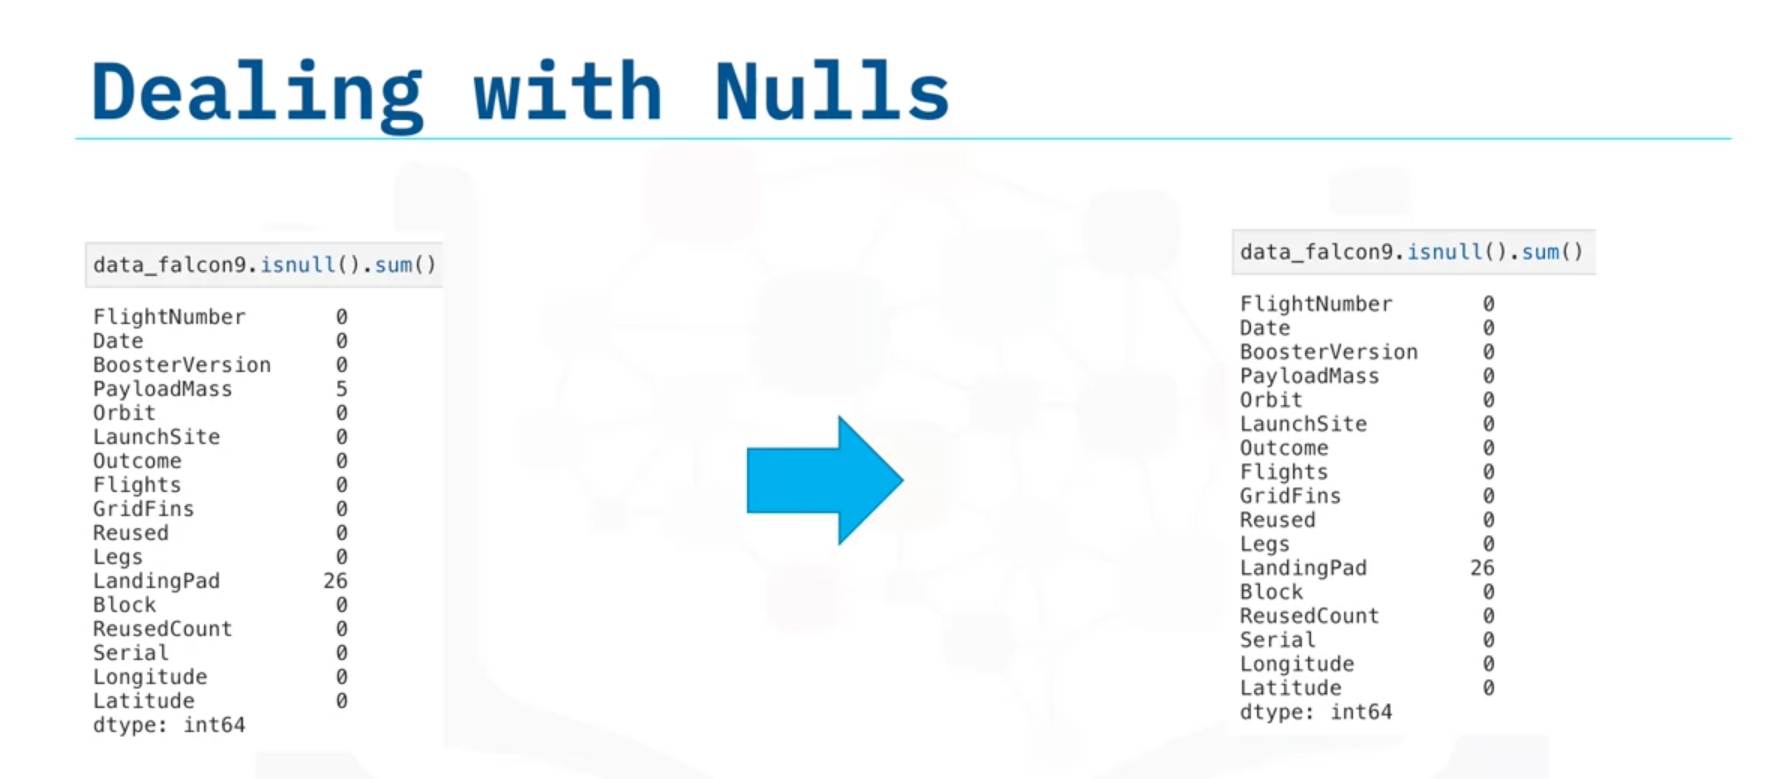 Dealing with Nulls
data_falcon9.isnull().sum()
FlightNumber 0
Date 0
BoosterVersion 0
PayloadMass 5
Orbit 0
LaunchSite 0
Outcome 0
Flights 0
GridFins 0
Reused 0
Legs 0
LandingPad 26
Block 0
ReusedCount 0
Serial 0
Longitude 0
Latitude 0
dtype: int64
data_falcon9.isnull().sum()
FlightNumber 0
Date 0
BoosterVersion 0
PayloadMass 0
Orbit 0
LaunchSite 0
Outcome 0
Flights 0
GridFins 0
Reused 0
Legs 0
LandingPad 26
Block 0
ReusedCount 0
Serial 0
Longitude 0
Latitude 0
dtype: int64